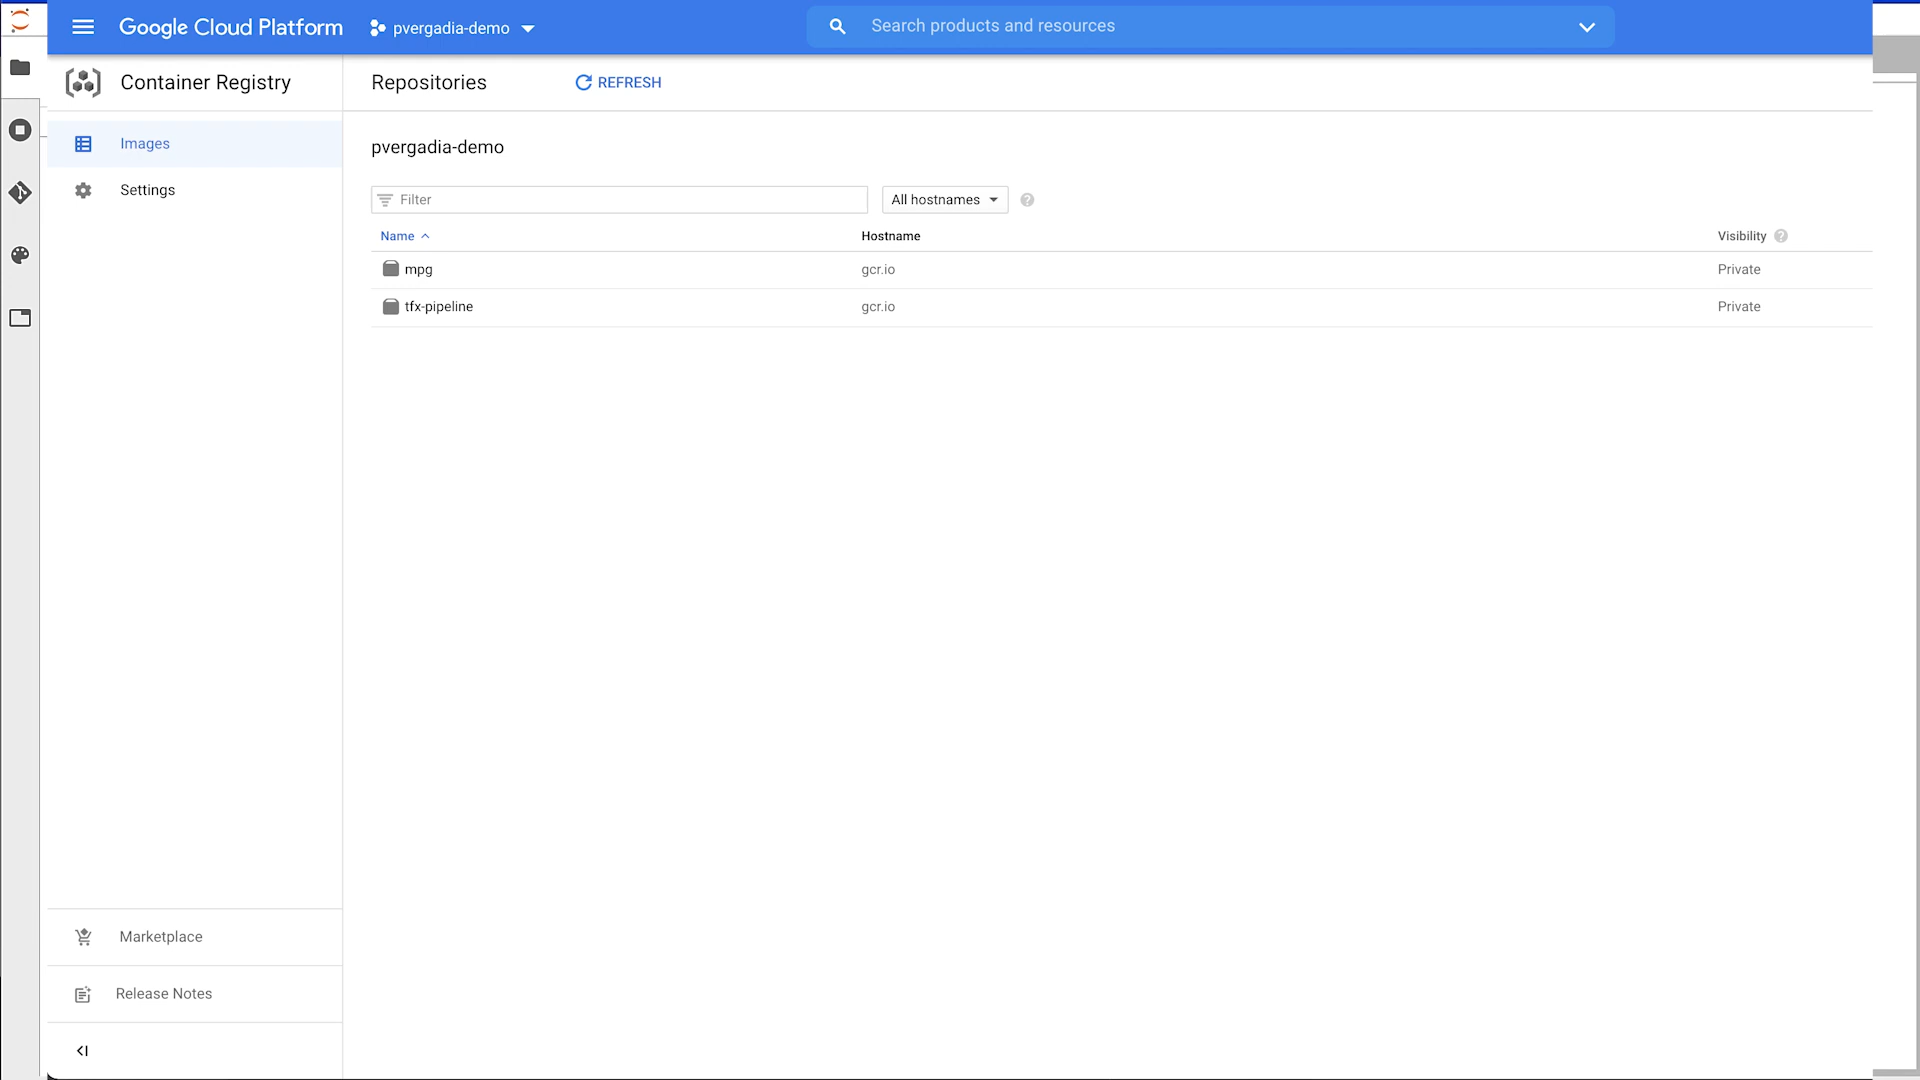 Google Cloud Platform pvergadia-demo Search products and resources
Container Registry Repositories REFRESH
Images
Settings
pvergadia-demo
Filter All hostnames
Name Hostname Visibility
mpg gcr.io Private
tfx-pipeline gcr.io Private
Marketplace
Release Notes